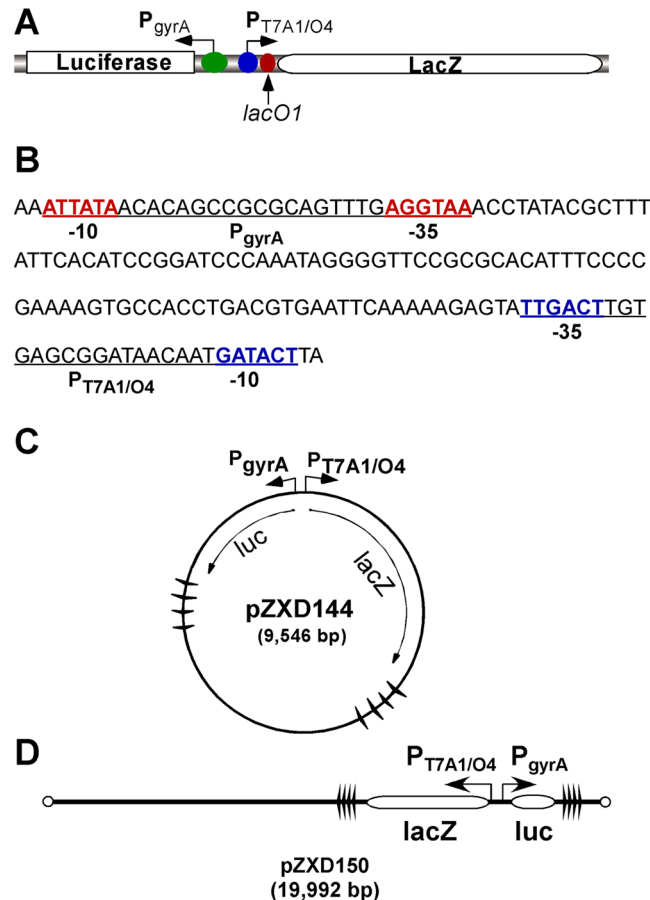 A
PgyrA PT7A1/O4
Luciferase LacZ
lacO1
B
AAATTATAACACAGCCGCGCAGTTTGAGGTAAACCTATACGCTTT
-10 PgyrA -35
ATTCACATCCGGATCCCAAATAGGGGTTCCGCGCACATTTCCCC
GAAAAGTGCCACCTGACGTGAATTCAAAAAGAGTATTGACTTGT
-35
GAGCGGATAACAATGATACTTA
PT7A1/O4 -10
C
PgyrA PT7A1/O4
luc lacZ
pZXD144
(9,546 bp)
D
PT7A1/O4 PgyrA
lacZ luc
pZXD150
(19,992 bp)